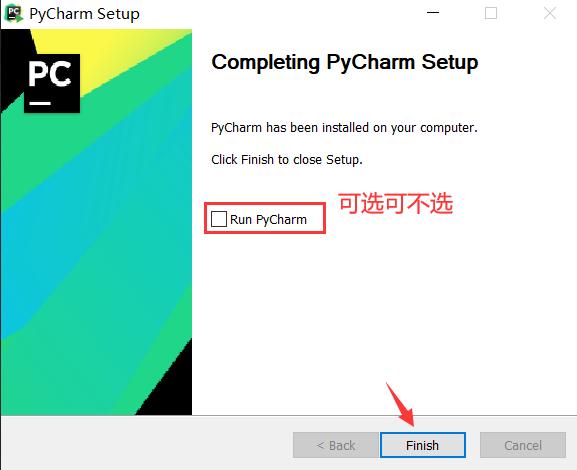 PC PyCharm Setup
PC
Completing PyCharm Setup
PyCharm has been installed on your computer.
Click Finish to close Setup.
Run PyCharm
可选可不选
< Back
Finish
Cancel